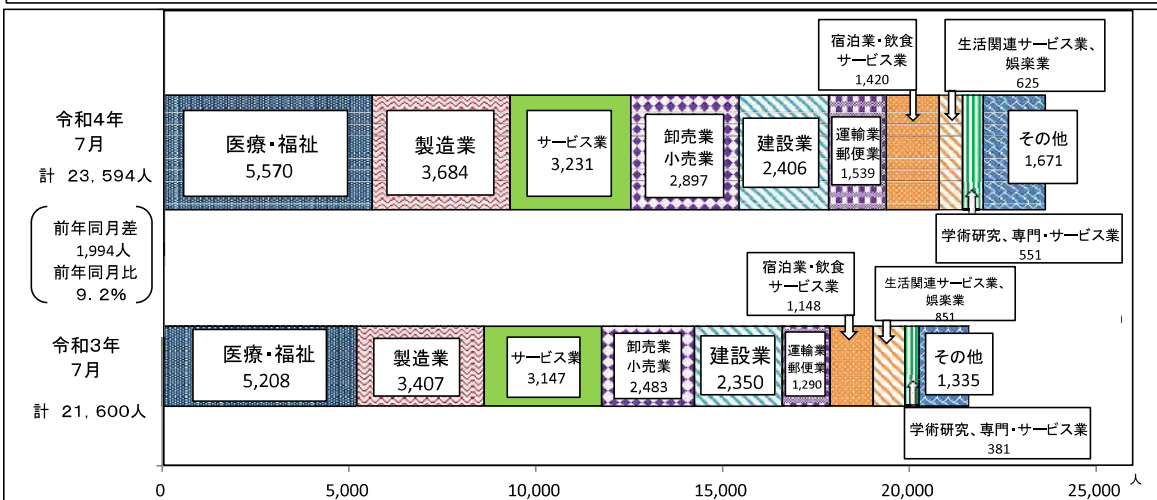 宿泊業・飲食
サービス業
1,420
生活関連サービス業、
娯楽業
625
令和4年
7月
計 23,594人
医療・福祉
5,570
製造業
3,684
サービス業
3,231
卸売業
小売業
2,897
建設業
2,406
運輸業
郵便業
1,539
その他
1,671
学術研究、専門・サービス業
551
前年同月差
1,994人
前年同月比
9.2%
宿泊業・飲食
サービス業
1,148
生活関連サービス業、
娯楽業
851
令和3年
7月
計 21,600人
医療・福祉
5,208
製造業
3,407
サービス業
3,147
卸売業
小売業
2,483
建設業
2,350
運輸業
郵便業
1,290
その他
1,335
学術研究、専門・サービス業
381
0 5,000 10,000 15,000 20,000 25,000 人